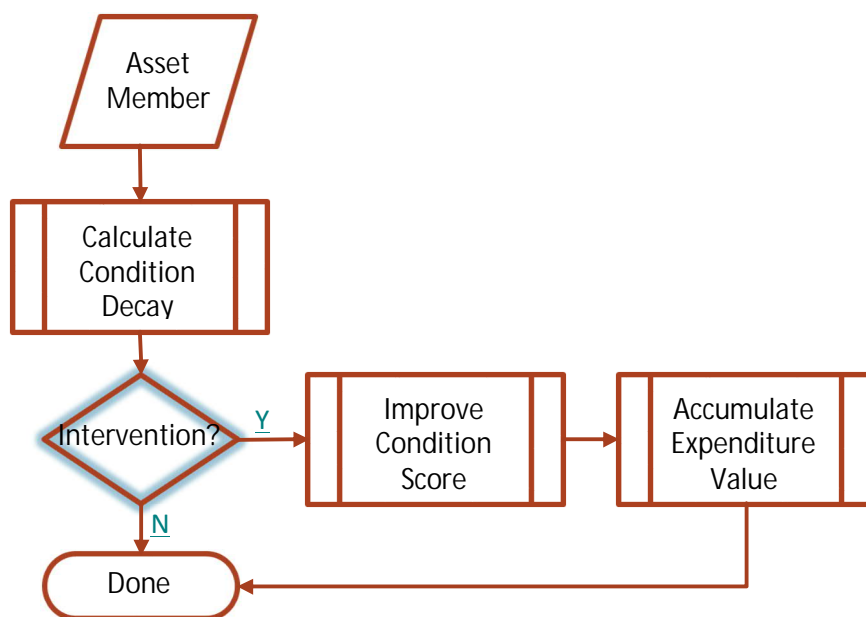 Asset
Member
Calculate
Condition
Decay
Intervention?
Y
Improve
Condition
Score
Accumulate
Expenditure
Value
N
Done